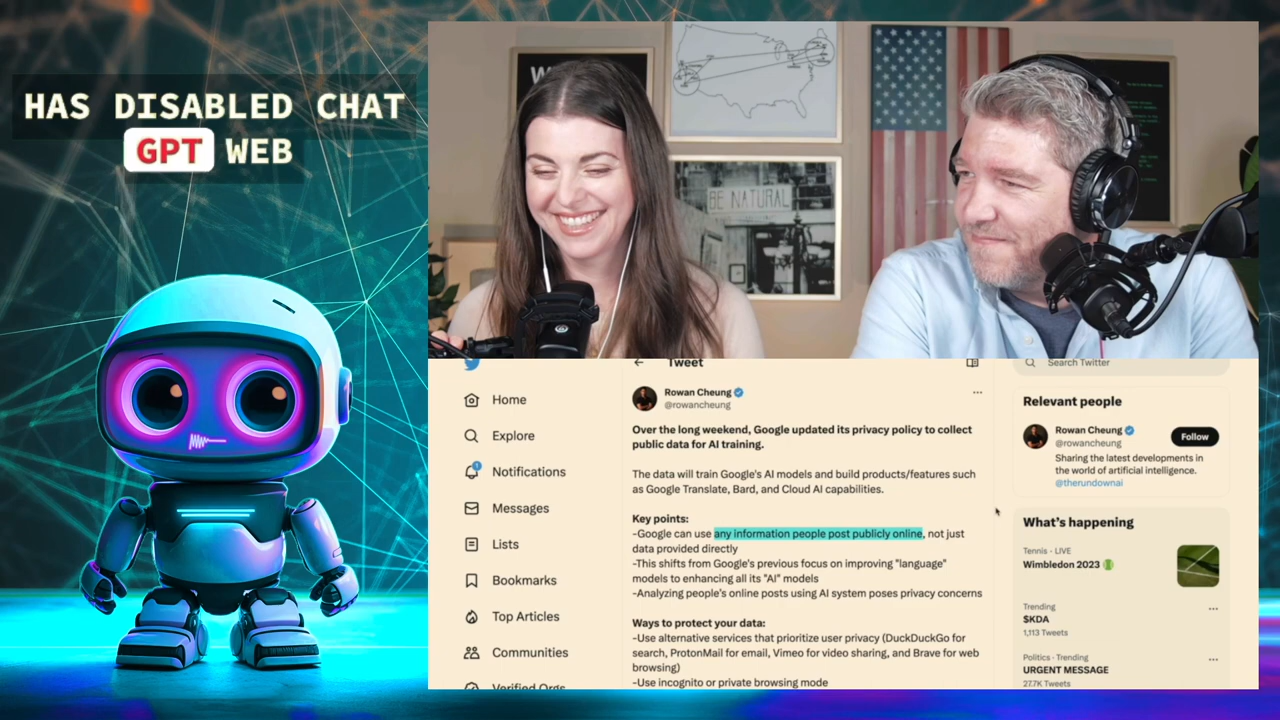 HAS DISABLED CHAT
GPT WEB
BE NATURAL
Tweet
Search Twitter
Home
Explore
Notifications
Messages
Lists
Bookmarks
Top Articles
Communities
Verified Orgs
Rowan Cheung
@rowancheung
Over the long weekend, Google updated its privacy policy to collect
public data for AI training.
The data will train Google's AI models and build products/features such
as Google Translate, Bard, and Cloud AI capabilities.
Key points:
-Google can use any information people post publicly online, not just
data provided directly
-This shifts from Google's previous focus on improving "language"
models to enhancing all its "AI" models
-Analyzing people's online posts using AI system poses privacy concerns
Ways to protect your data:
-Use alternative services that prioritize user privacy (DuckDuckGo for
search, ProtonMail for email, Vimeo for video sharing, and Brave for web
browsing)
-Use incognito or private browsing mode
Relevant people
Rowan Cheung
@rowancheung
Follow
Sharing the latest developments in
the world of artificial intelligence.
@therundownai
What's happening
Tennis · LIVE
Wimbledon 2023
Trending
$KDA
1,113 Tweets
Politics · Trending
URGENT MESSAGE
27.7K Tweets